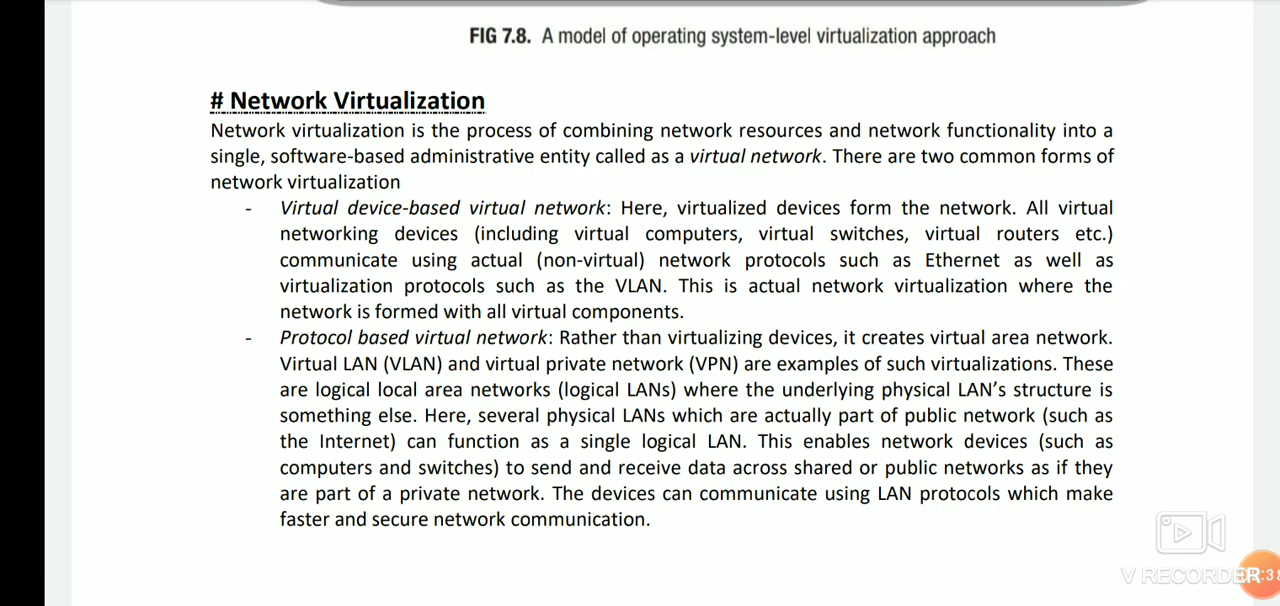 FIG 7.8. A model of operating system-level virtualization approach
# Network Virtualization
Network virtualization is the process of combining network resources and network functionality into a
single, software-based administrative entity called as a virtual network. There are two common forms of
network virtualization
- Virtual device-based virtual network: Here, virtualized devices form the network. All virtual
networking devices (including virtual computers, virtual switches, virtual routers etc.)
communicate using actual (non-virtual) network protocols such as Ethernet as well as
virtualization protocols such as the VLAN. This is actual network virtualization where the
network is formed with all virtual components.
- Protocol based virtual network: Rather than virtualizing devices, it creates virtual area network.
Virtual LAN (VLAN) and virtual private network (VPN) are examples of such virtualizations. These
are logical local area networks (logical LANs) where the underlying physical LAN's structure is
something else. Here, several physical LANs which are actually part of public network (such as
the Internet) can function as a single logical LAN. This enables network devices (such as
computers and switches) to send and receive data across shared or public networks as if they
are part of a private network. The devices can communicate using LAN protocols which make
faster and secure network communication.
V RECORDER